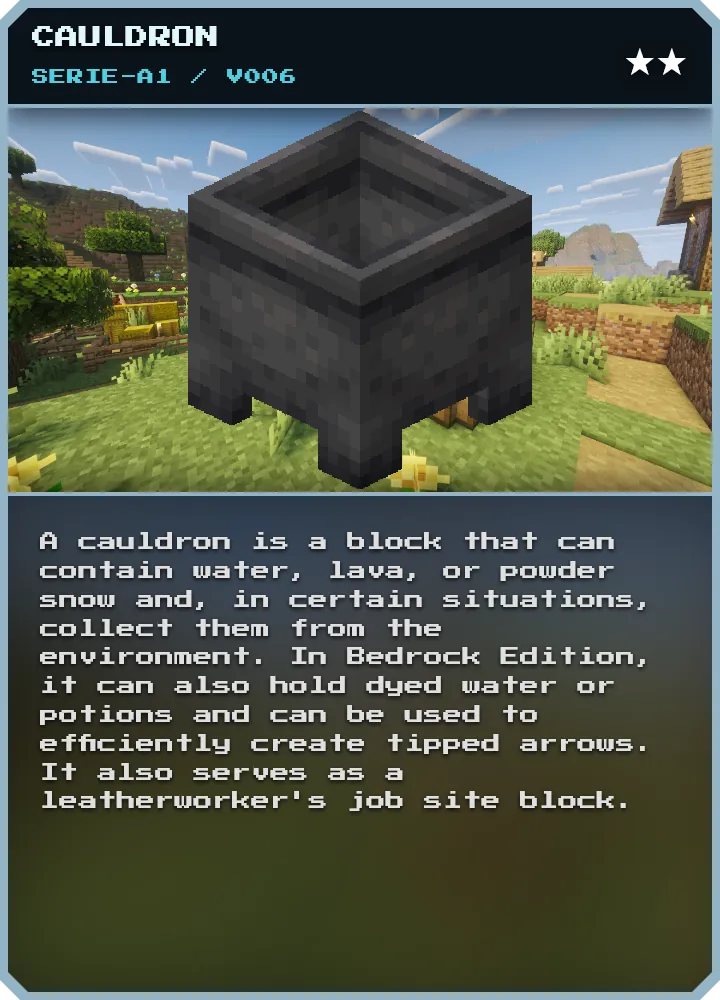 CAULDRON
SERIE-A1 / V006
A cauldron is a block that can
contain water, lava, or powder
snow and, in certain situations,
collect them from the
environment. In Bedrock Edition,
it can also hold dyed water or
potions and can be used to
efficiently create tipped arrows.
It also serves as a
leatherworker's job site block.